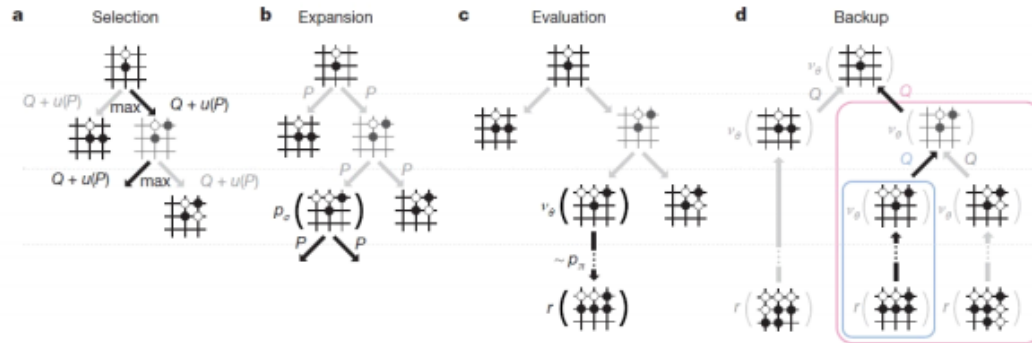 a Selection b Expansion c Evaluation d Backup
Q + u(P) max Q + u(P)
Q + u(P) max Q + u(P)
P P
P P
pσ
P P
vθ
~ pπ
r
vθ
Q Q
vθ vθ
Q Q
vθ vθ
r r r